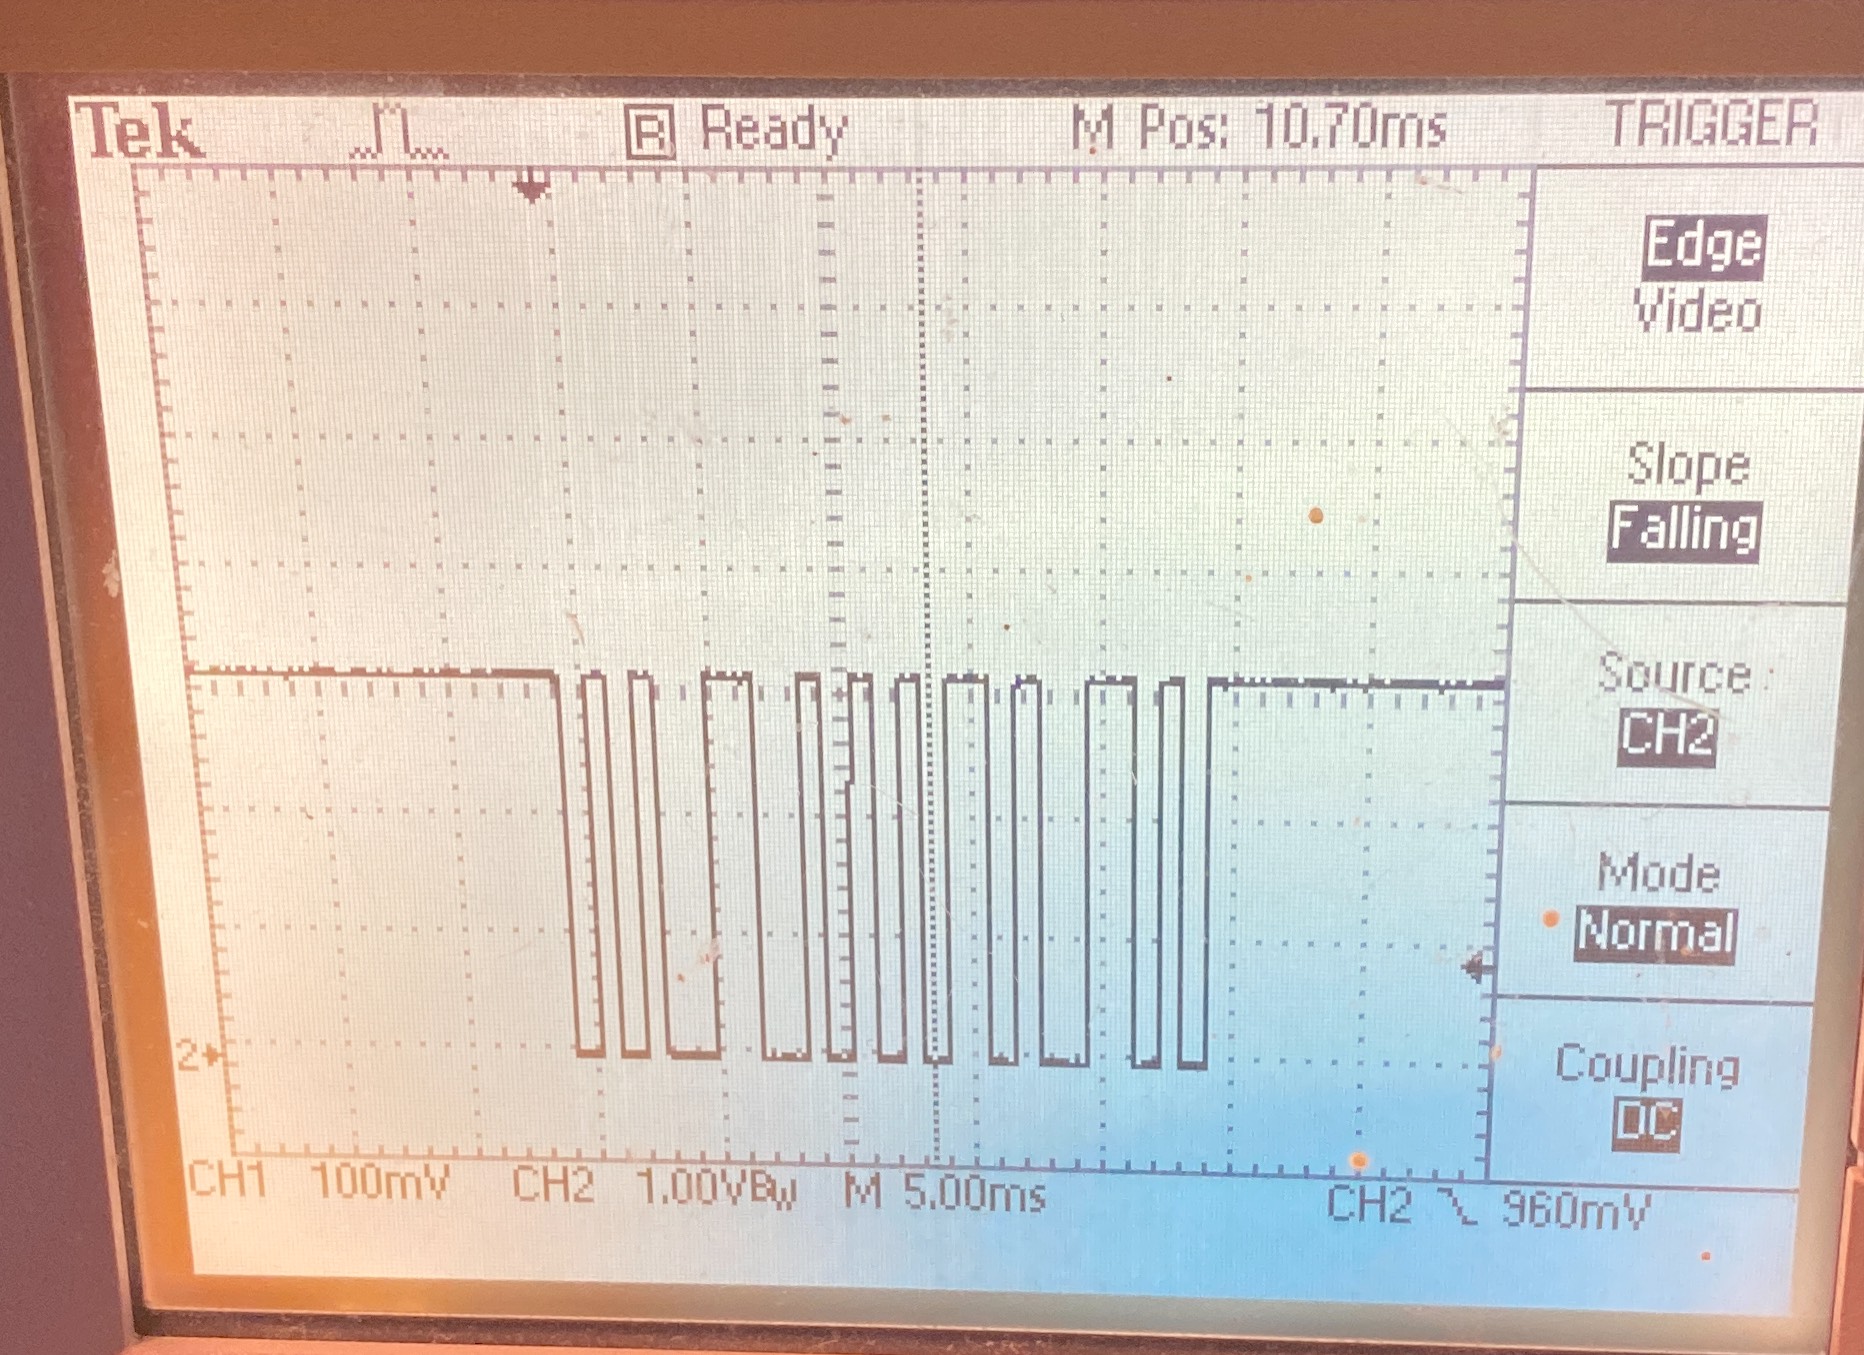 Tek R Ready M Pos: 10.70ms TRIGGER
Edge
Video
Slope
Falling
Source
CH2
Mode
Normal
Coupling
DC
2
CH1 100mV CH2 1.00VBW M 5.00ms CH2 960mV